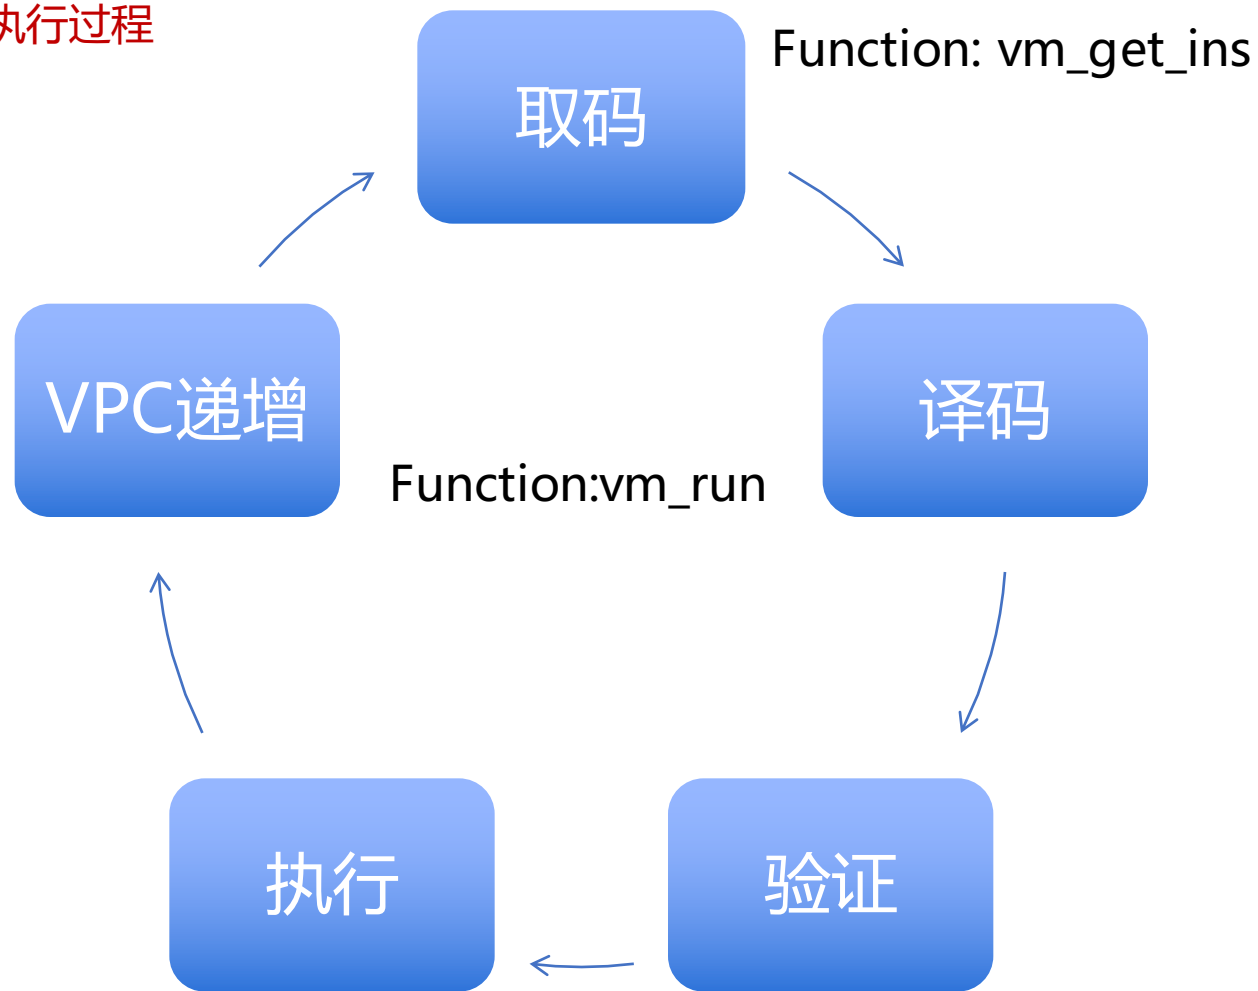 执行过程
Function: vm_get_ins
取码
VPC递增
译码
Function:vm_run
执行
验证